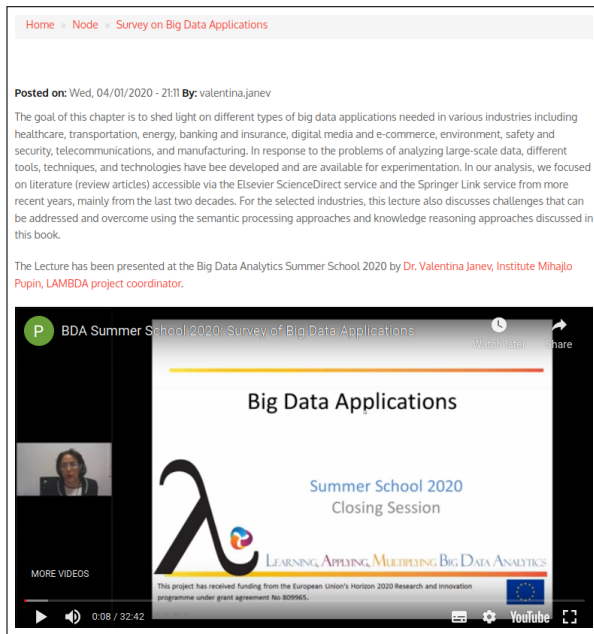 Home » Node » Survey on Big Data Applications
Posted on: Wed, 04/01/2020 - 21:11 By: valentina.janev
The goal of this chapter is to shed light on different types of big data applications needed in various industries including
healthcare, transportation, energy, banking and insurance, digital media and e-commerce, environment, safety and
security, telecommunications, and manufacturing. In response to the problems of analyzing large-scale data, different
tools, techniques, and technologies have bee developed and are available for experimentation. In our analysis, we focused
on literature (review articles) accessible via the Elsevier ScienceDirect service and the Springer Link service from more
recent years, mainly from the last two decades. For the selected industries, this lecture also discusses challenges that can
be addressed and overcome using the semantic processing approaches and knowledge reasoning approaches discussed in
this book.
The Lecture has been presented at the Big Data Analytics Summer School 2020 by Dr. Valentina Janev, Institute Mihajlo
Pupin, LAMBDA project coordinator.
P BDA Summer School 2020: Survey of Big Data Applications
Watch later Share
Big Data Applications
Summer School 2020
Closing Session
λ
LEARNING, APPLYING, MULTIPLYING BIG DATA ANALYTICS
MORE VIDEOS
This project has received funding from the European Union's Horizon 2020 Research and Innovation
programme under grant agreement No 809965.
0:08 / 32:42 YouTube